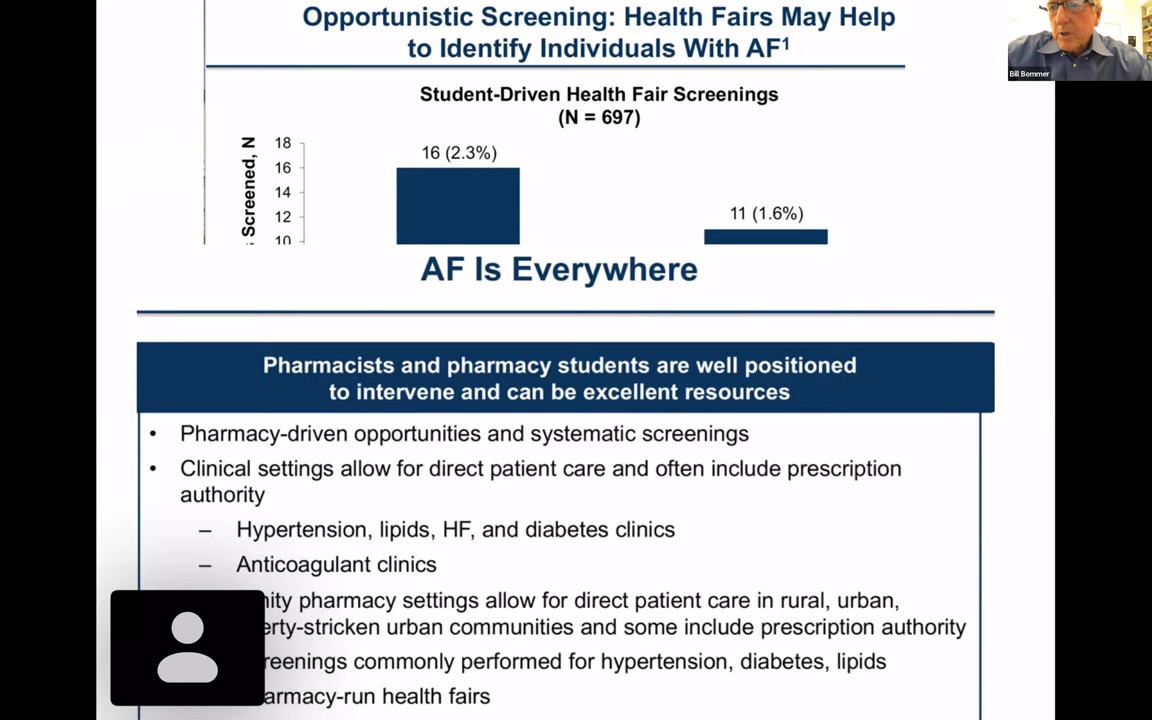 Opportunistic Screening: Health Fairs May Help
to Identify Individuals With AF¹
Bill Bommer
Student-Driven Health Fair Screenings
(N = 697)
Screened, N
18
16
14
12
10
16 (2.3%)
11 (1.6%)
AF Is Everywhere
Pharmacists and pharmacy students are well positioned
to intervene and can be excellent resources
• Pharmacy-driven opportunities and systematic screenings
• Clinical settings allow for direct patient care and often include prescription
authority
– Hypertension, lipids, HF, and diabetes clinics
– Anticoagulant clinics
pharmacy settings allow for direct patient care in rural, urban,
urban communities and some include prescription authority
commonly performed for hypertension, diabetes, lipids
health fairs